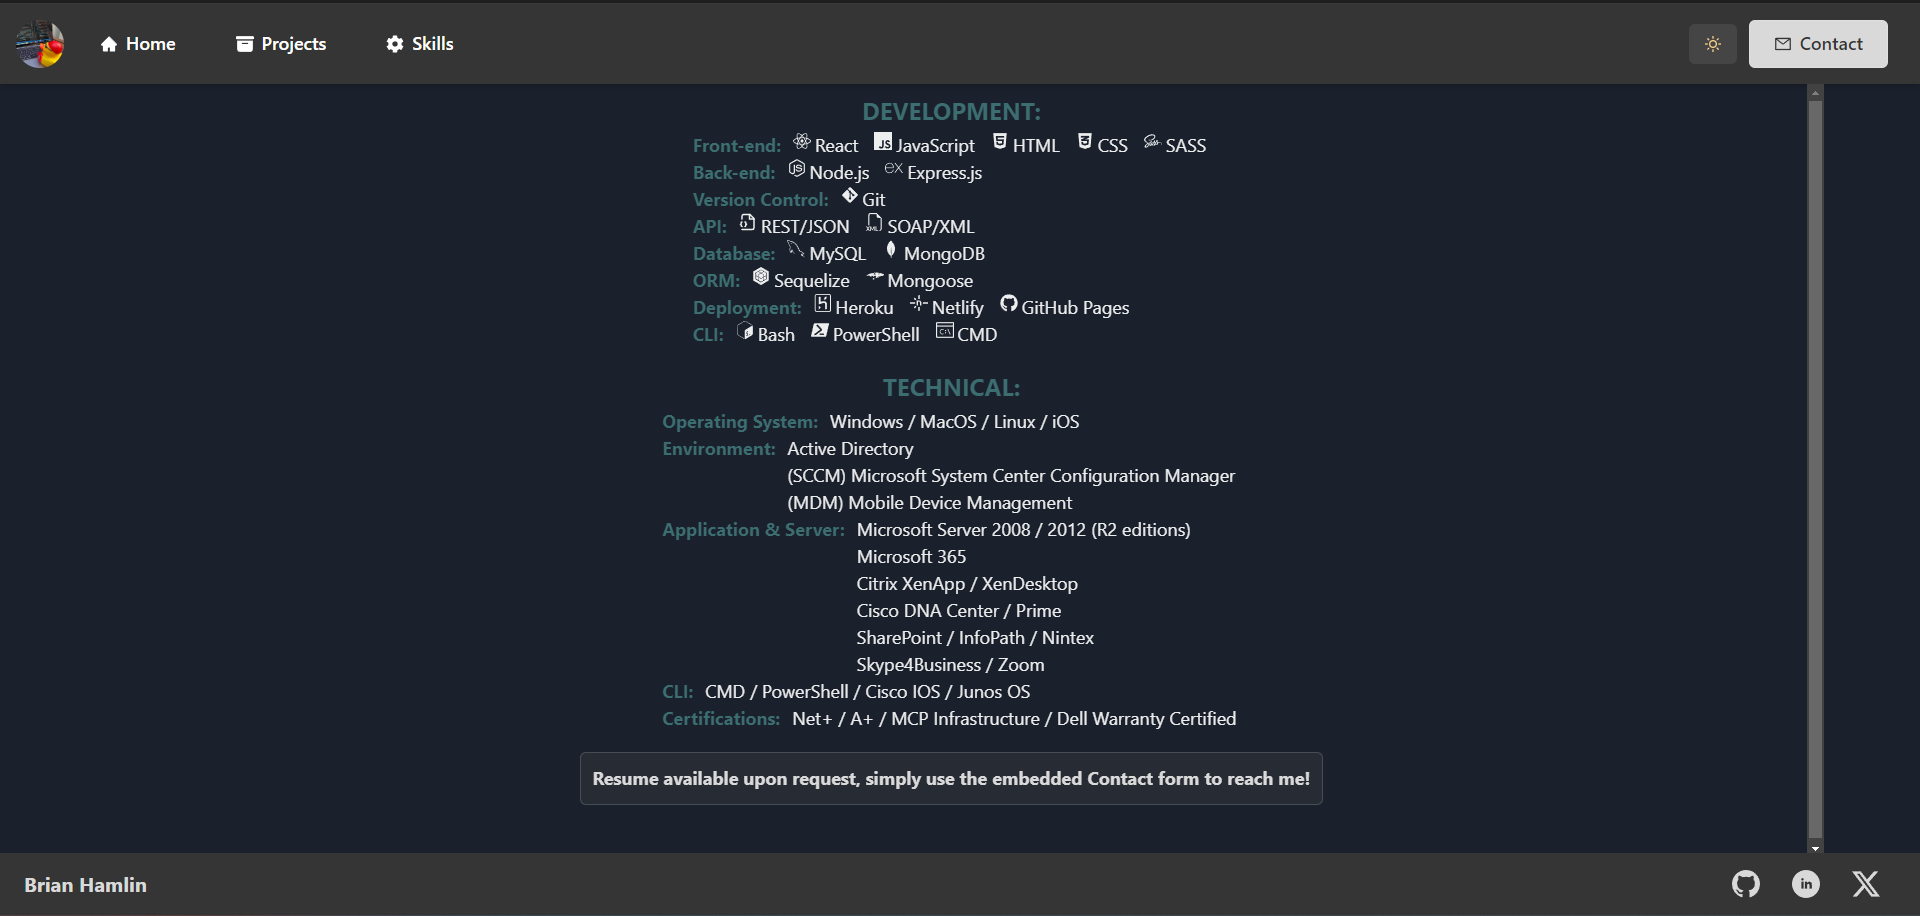 Home Projects Skills Contact
DEVELOPMENT:
Front-end: React JS JavaScript HTML CSS SASS
Back-end: Node.js ex Express.js
Version Control: Git
API: REST/JSON XML SOAP/XML
Database: MySQL MongoDB
ORM: Sequelize Mongoose
Deployment: Heroku Netlify GitHub Pages
CLI: Bash PowerShell C:\ CMD
TECHNICAL:
Operating System: Windows / MacOS / Linux / iOS
Environment: Active Directory
(SCCM) Microsoft System Center Configuration Manager
(MDM) Mobile Device Management
Application & Server: Microsoft Server 2008 / 2012 (R2 editions)
Microsoft 365
Citrix XenApp / XenDesktop
Cisco DNA Center / Prime
SharePoint / InfoPath / Nintex
Skype4Business / Zoom
CLI: CMD / PowerShell / Cisco IOS / Junos OS
Certifications: Net+ / A+ / MCP Infrastructure / Dell Warranty Certified
Resume available upon request, simply use the embedded Contact form to reach me!
Brian Hamlin in X